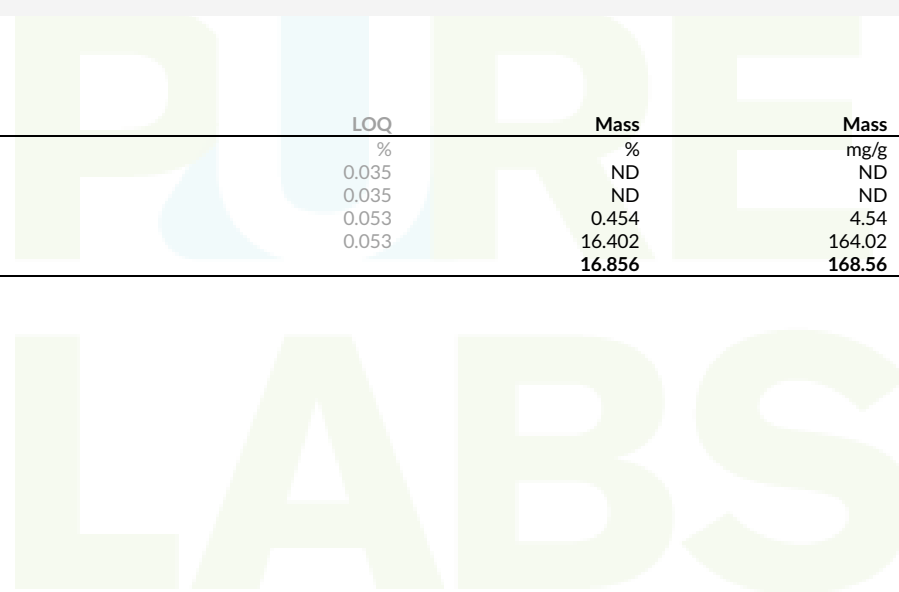 LOQ Mass Mass
% % mg/g
0.035 ND ND
0.035 ND ND
0.053 0.454 4.54
0.053 16.402 164.02
16.856 168.56
PURE
LABS